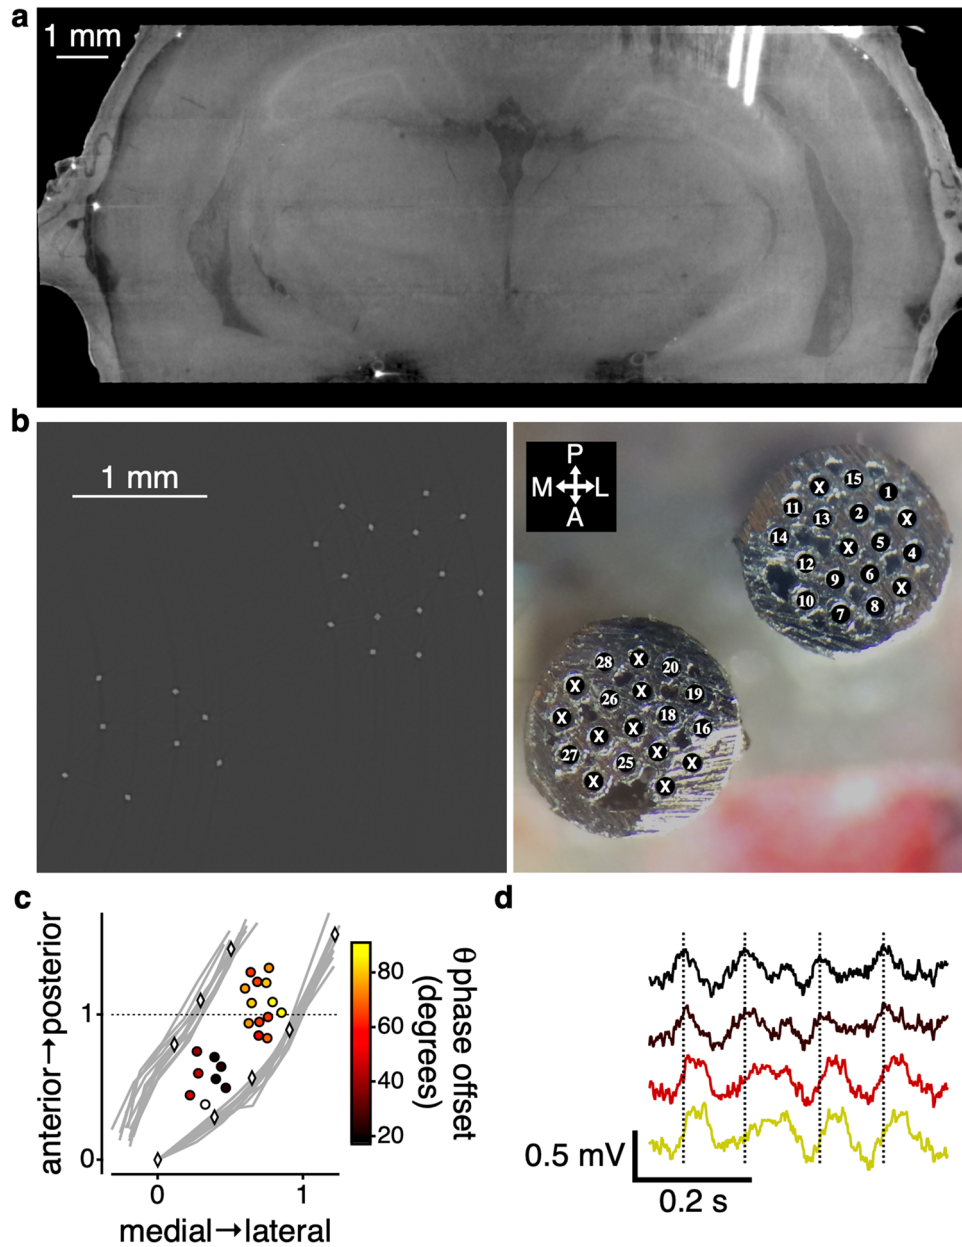 a
1 mm
b
1 mm
P
M L
A
X 15 1
11 13 2 X
14 X 5 4
12 9 6 X
10 7 8
28 X 20
X 26 X 19
X X X 18 16
27 25 X X
X X
c
anterior→posterior
1
0
0 1
medial→lateral
80
60
40
20
θ phase offset
(degrees)
d
0.5 mV
0.2 s